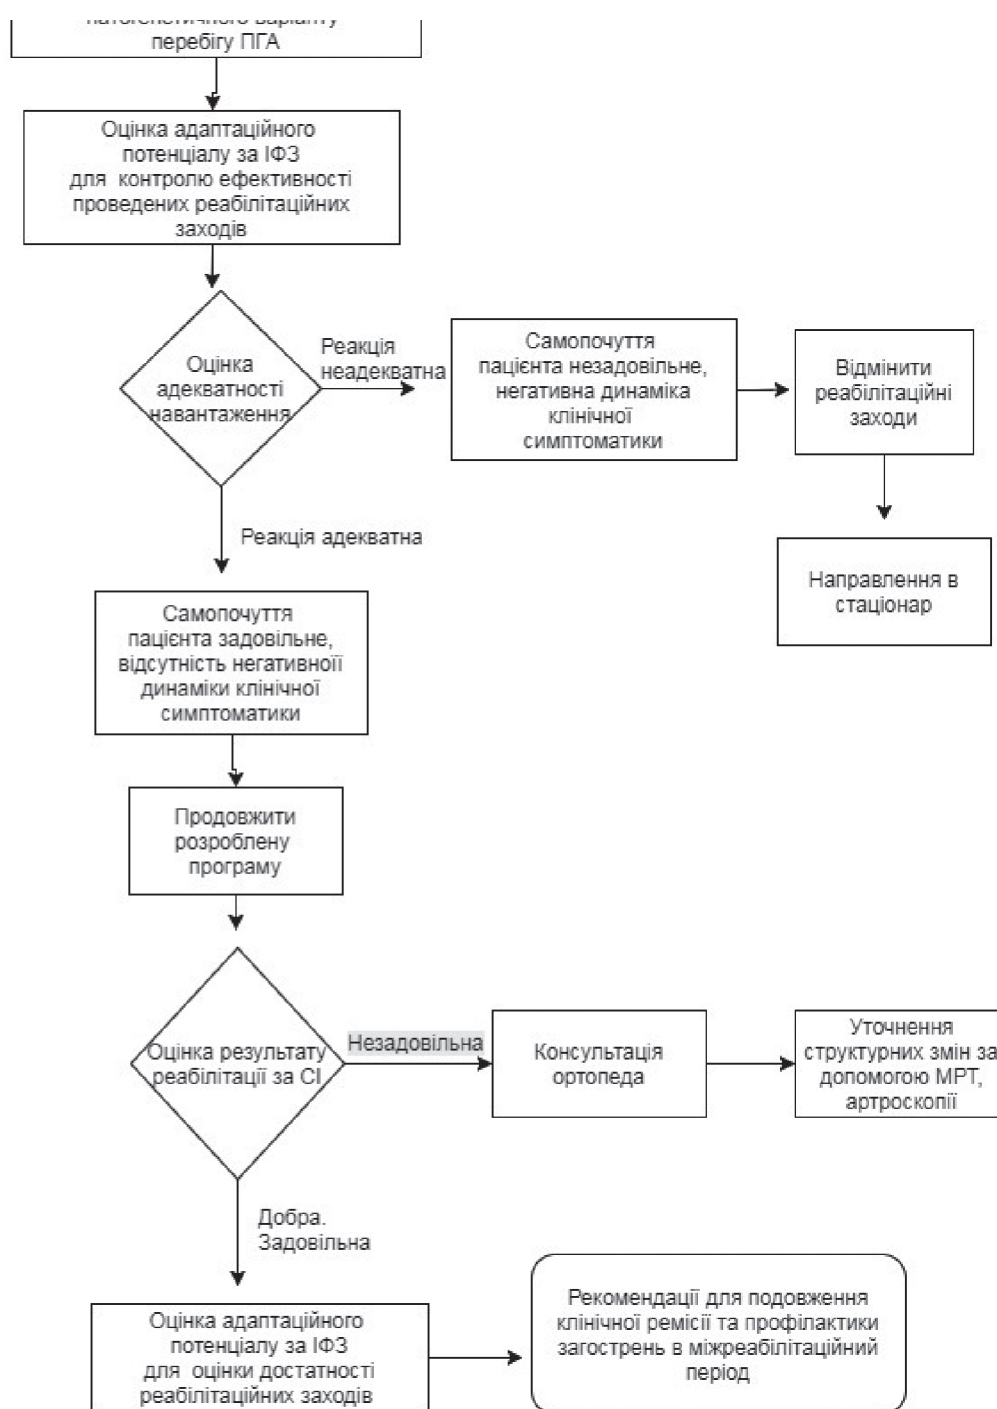 патогенетичного варіанту
перебігу ПГА
Оцінка адаптаційного
потенціалу за ІФЗ
для контролю ефективності
проведених реабілітаційних
заходів
Оцінка
адекватності
навантаження
Реакція
неадекватна
Самопочуття
пацієнта незадовільне,
негативна динаміка
клінічної
симптоматики
Відмінити
реабілітаційні
заходи
Направлення в
стаціонар
Реакція адекватна
Самопочуття
пацієнта задовільне,
відсутність негативноїї
динаміки клінічної
симптоматики
Продовжити
розроблену
програму
Оцінка результату
реабілітації за СІ
Незадовільна
Консультація
ортопеда
Уточнення
структурних змін за
допомогою МРТ,
артроскопії
Добра.
Задовільна
Оцінка адаптаційного
потенціалу за ІФЗ
для оцінки достатності
реабілітаційних заходів
Рекомендації для подовження
клінічної ремісії та профілактики
загострень в міжреабілітаційний
період